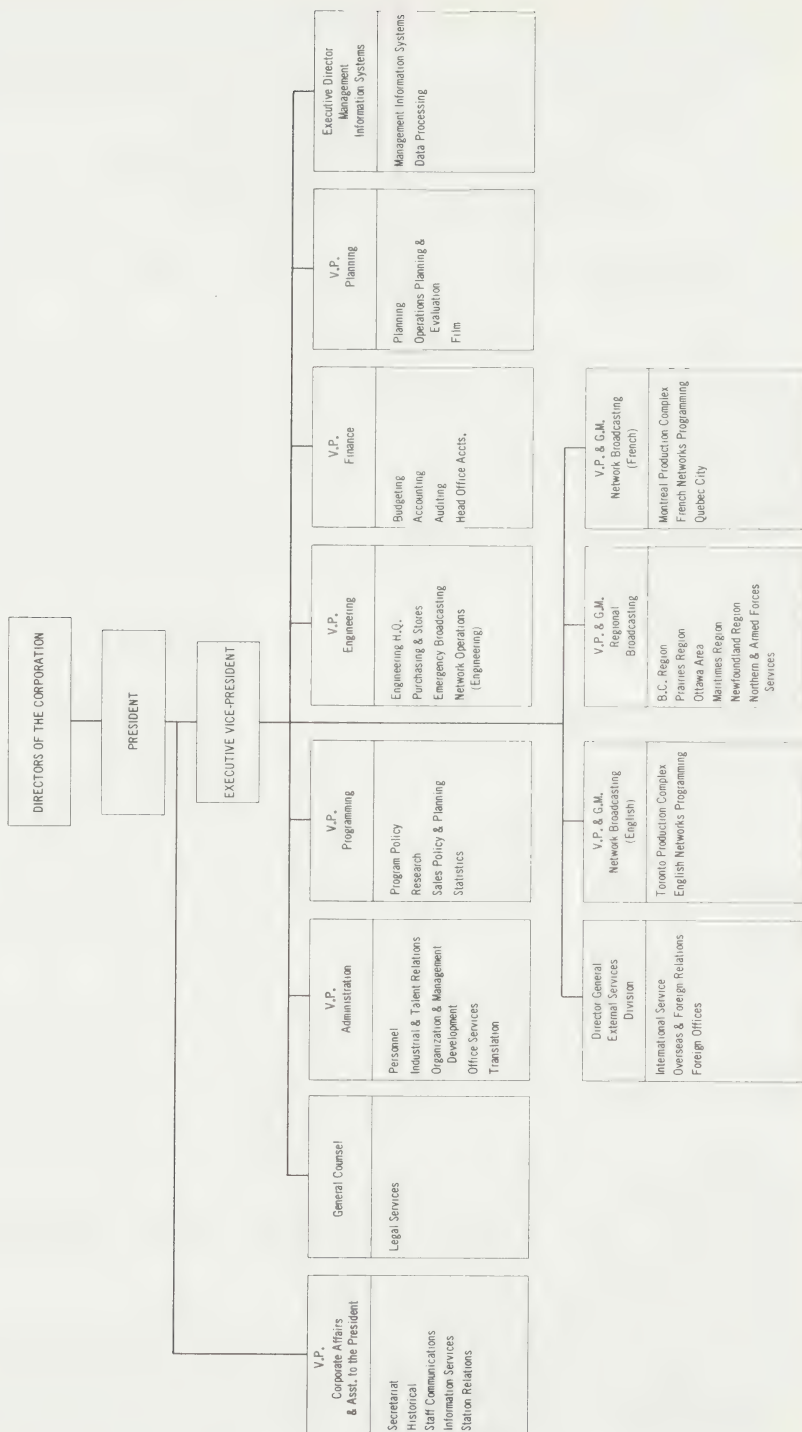 DIRECTORS OF THE CORPORATION
PRESIDENT
EXECUTIVE VICE-PRESIDENT
V.P.
Corporate Affairs
& Asst. to the President
Secretariat
Historical
Staff Communications
Information Services
Station Relations
General Counsel
Legal Services
V.P.
Administration
Personnel
Industrial & Talent Relations
Organization & Management
Development
Office Services
Translation
V.P.
Programming
Program Policy
Research
Sales Policy & Planning
Statistics
V.P.
Engineering
Engineering H.Q.
Purchasing & Stores
Emergency Broadcasting
Network Operations
(Engineering)
V.P.
Finance
Budgeting
Accounting
Auditing
Head Office Accts.
V.P.
Planning
Planning
Operations Planning &
Evaluation
Film
Executive Director
Management
Information Systems
Management Information Systems
Data Processing
Director General
External Services
Division
International Service
Overseas & Foreign Relations
Foreign Offices
V.P. & G.M.
Network Broadcasting
(English)
Toronto Production Complex
English Networks Programming
V.P. & G.M.
Regional
Broadcasting
B.C. Region
Prairies Region
Ottawa Area
Maritimes Region
Newfoundland Region
Northern & Armed Forces
Services
V.P. & G.M.
Network Broadcasting
(French)
Montreal Production Complex
French Networks Programming
Quebec City